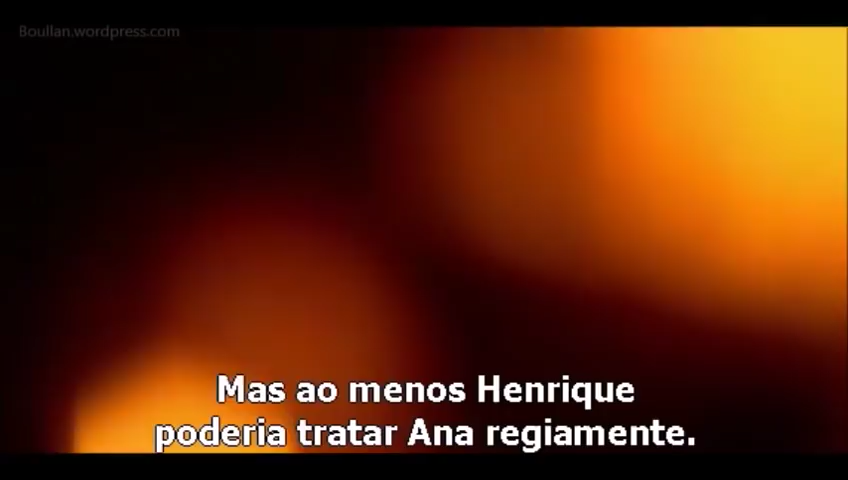 Boullan.wordpress.com
Mas ao menos Henrique
poderia tratar Ana regiamente.